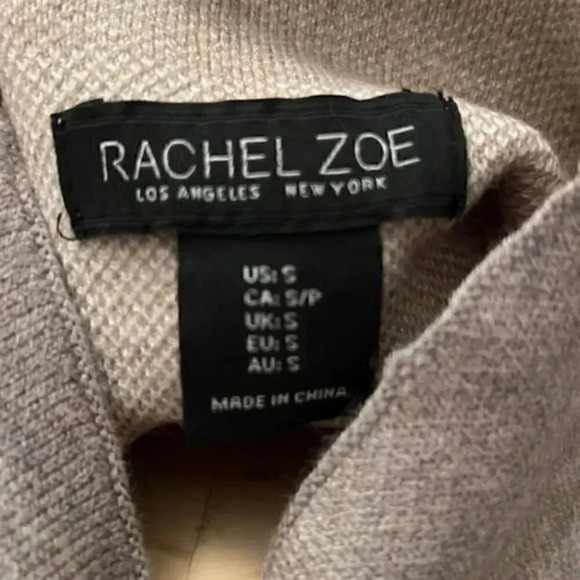 RACHEL ZOE
LOS ANGELES NEW YORK
US: S
CA: S/P
UK: S
EU: S
AU: S
MADE IN CHINA